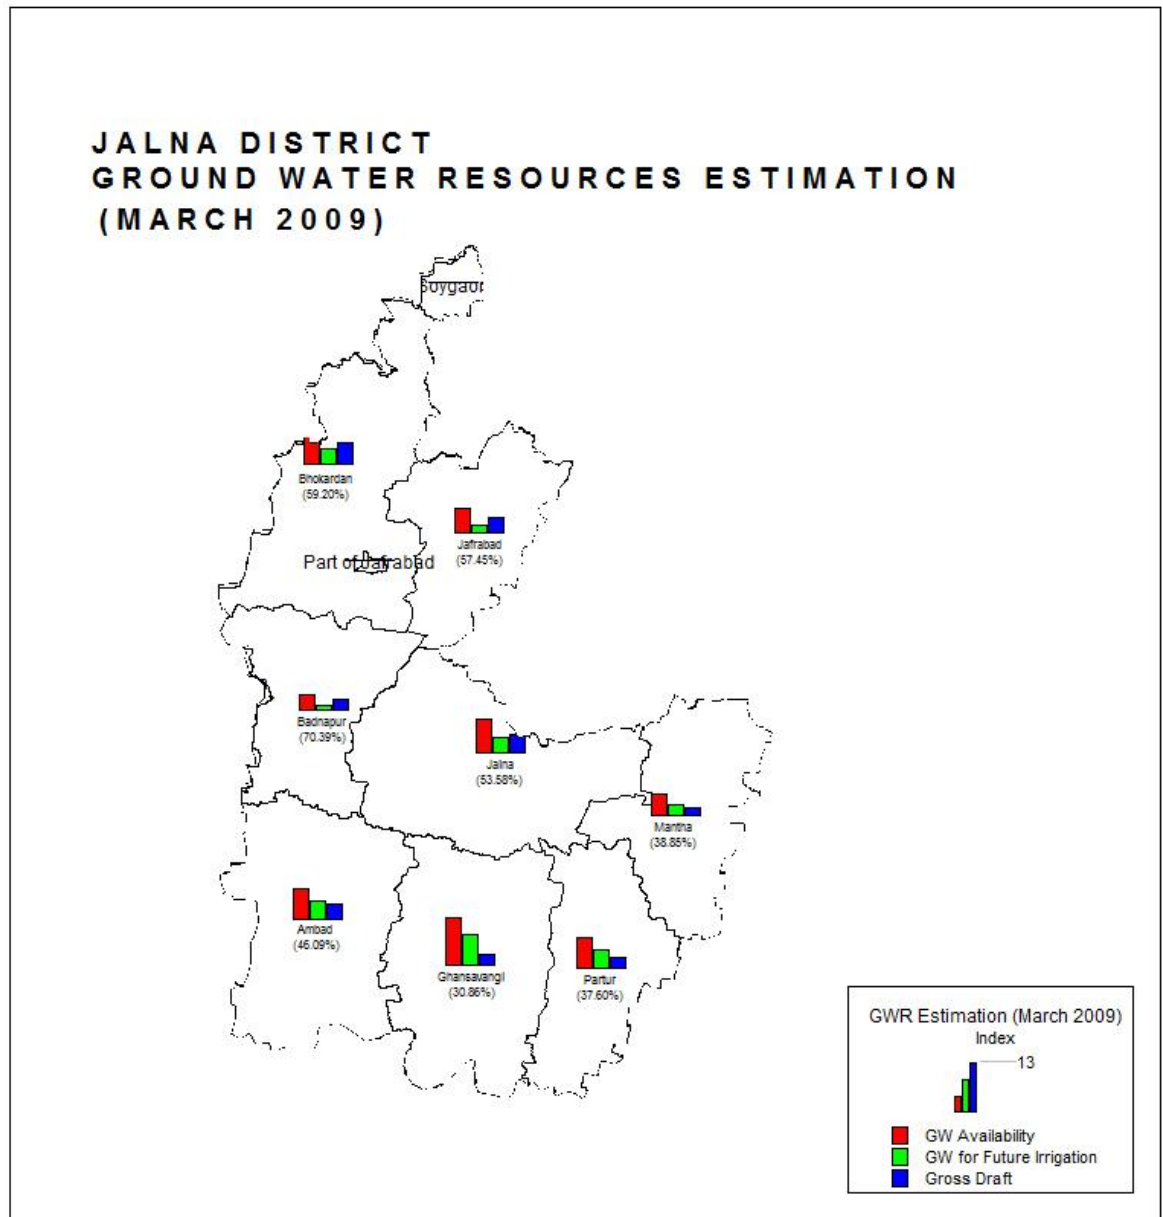 JALNA DISTRICT
GROUND WATER RESOURCES ESTIMATION
(MARCH 2009)
Soygaon
Bhokardan
(59.20%)
Jafrabad
(57.45%)
Part of Jafrabad
Badnapur
(70.39%)
Jalna
(53.58%)
Mantha
(38.85%)
Ambad
(46.09%)
Ghansavangi
(30.86%)
Partur
(37.60%)
GWR Estimation (March 2009)
Index
13
GW Availability
GW for Future Irrigation
Gross Draft